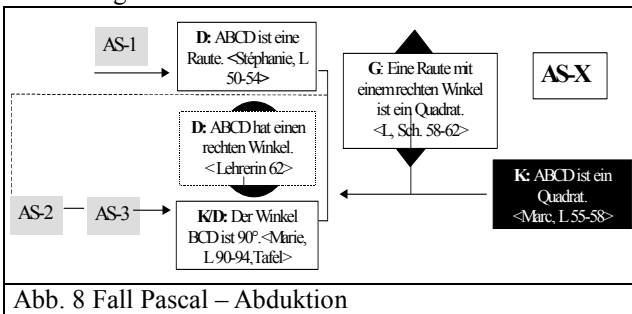 AS-1
D: ABCD ist eine
Raute. <Stéphanie, L
50-54>
G: Eine Raute mit
einem rechten Winkel
ist ein Quadrat.
<L, Sch. 58-62>
AS-X
D: ABCD hat einen
rechten Winkel.
<Lehrerin 62>
K: ABCD ist ein
Quadrat.
<Marc, L 55-58>
AS-2
AS-3
K/D: Der Winkel
BCD ist 90°.<Marie,
L 90-94,Tafel>
Abb. 8 Fall Pascal – Abduktion